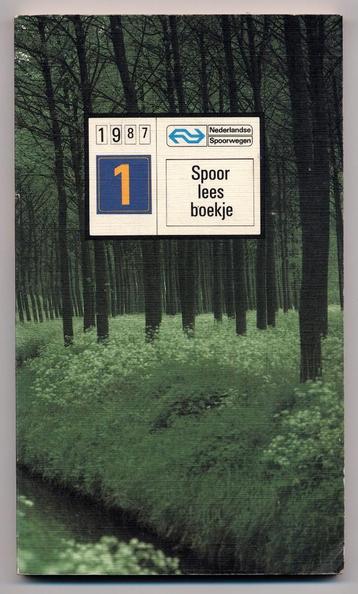 1987
Nederlandse
Spoorwegen
1
Spoor
lees
boekje